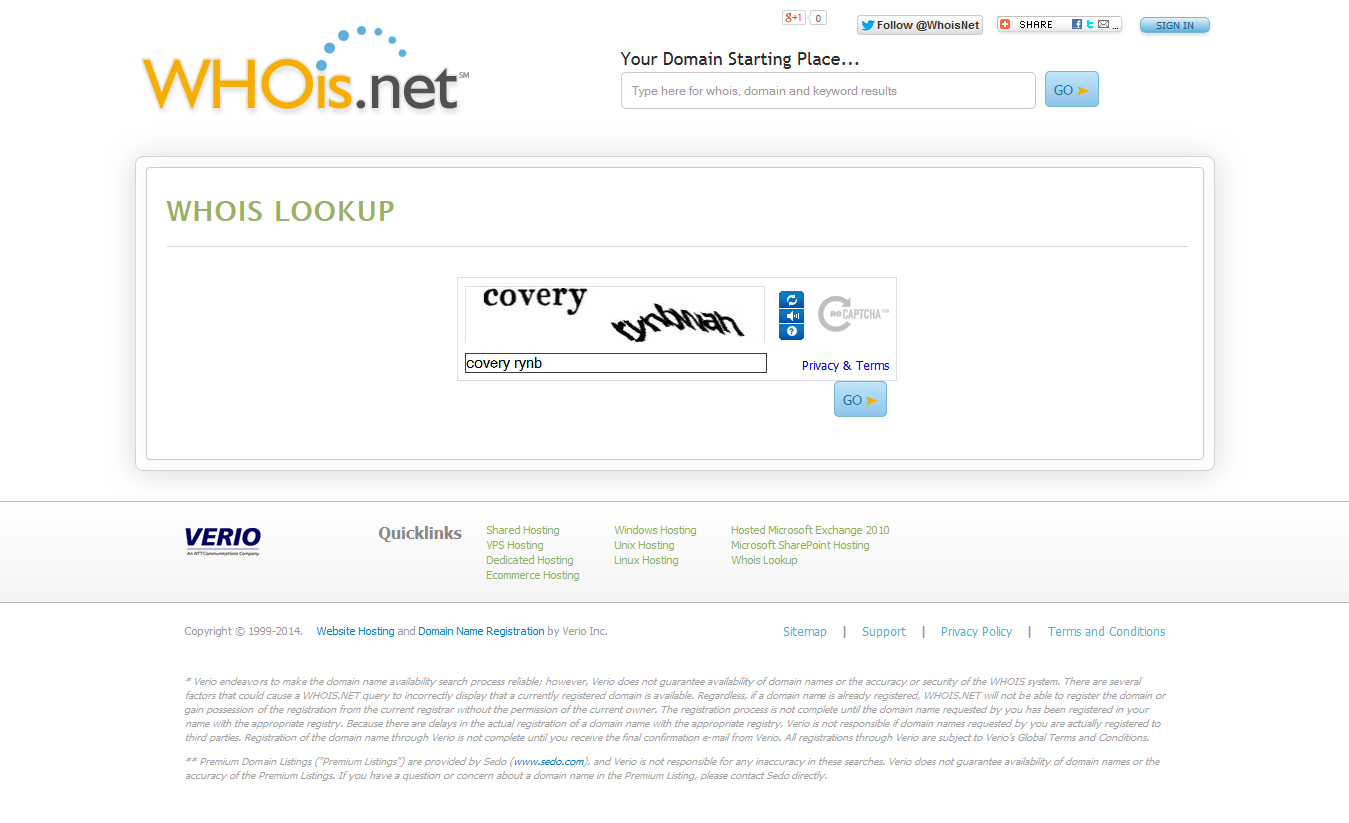 g+1 0
Follow @WhoisNet
SHARE ...
SIGN IN
WHOis.net SM
Your Domain Starting Place...
Type here for whois, domain and keyword results
GO
WHOIS LOOKUP
covery
reCAPTCHA™
covery rynb
Privacy & Terms
GO
VERIO
An NTT Communications Company
Quicklinks
Shared Hosting
VPS Hosting
Dedicated Hosting
Ecommerce Hosting
Windows Hosting
Unix Hosting
Linux Hosting
Hosted Microsoft Exchange 2010
Microsoft SharePoint Hosting
Whois Lookup
Copyright © 1999-2014. Website Hosting and Domain Name Registration by Verio Inc.
Sitemap | Support | Privacy Policy | Terms and Conditions
* Verio endeavors to make the domain name availability search process reliable; however, Verio does not guarantee availability of domain names or the accuracy or security of the WHOIS system. There are several
factors that could cause a WHOIS.NET query to incorrectly display that a currently registered domain is available. Regardless, if a domain name is already registered, WHOIS.NET will not be able to register the domain or
gain possession of the registration from the current registrar without the permission of the current owner. The registration process is not complete until the domain name requested by you has been registered in your
name with the appropriate registry. Because there are delays in the actual registration of a domain name with the appropriate registry, Verio is not responsible if domain names requested by you are actually registered to
third parties. Registration of the domain name through Verio is not complete until you receive the final confirmation e-mail from Verio. All registrations through Verio are subject to Verio's Global Terms and Conditions.
** Premium Domain Listings ("Premium Listings") are provided by Sedo (www.sedo.com), and Verio is not responsible for any inaccuracy in these searches. Verio does not guarantee availability of domain names or the
accuracy of the Premium Listings. If you have a question or concern about a domain name in the Premium Listing, please contact Sedo directly.